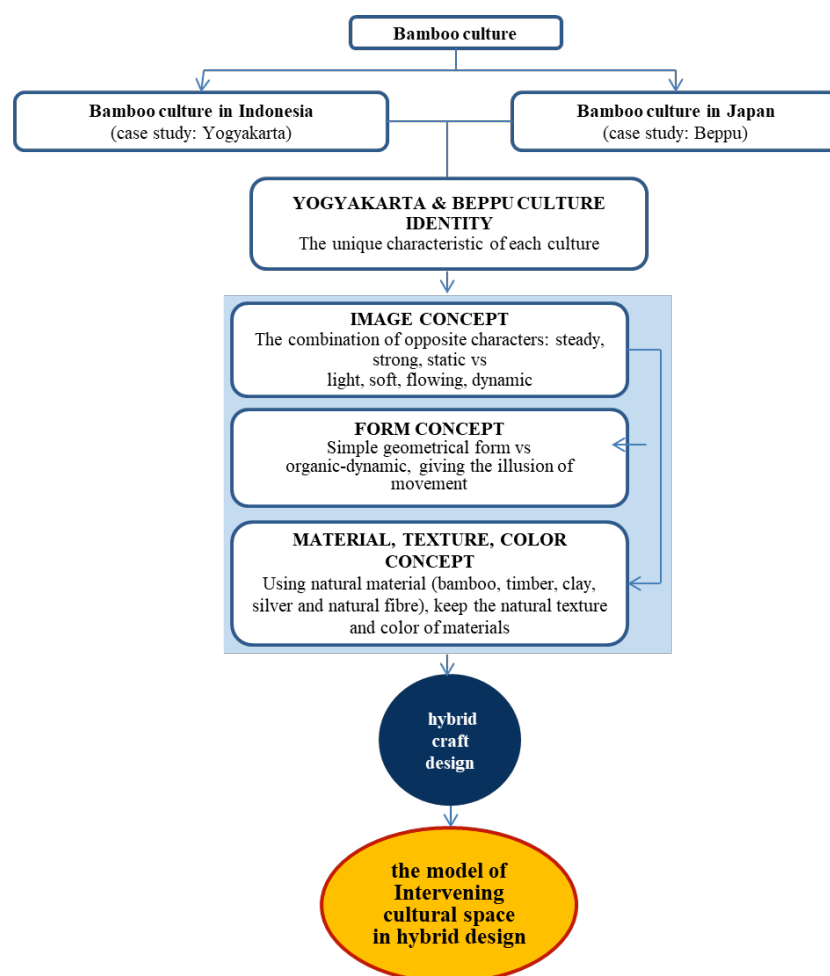 Bamboo culture
Bamboo culture in Indonesia
(case study: Yogyakarta)
Bamboo culture in Japan
(case study: Beppu)
YOGYAKARTA & BEPPU CULTURE
IDENTITY
The unique characteristic of each culture
IMAGE CONCEPT
The combination of opposite characters: steady,
strong, static vs
light, soft, flowing, dynamic
FORM CONCEPT
Simple geometrical form vs
organic-dynamic, giving the illusion of
movement
MATERIAL, TEXTURE, COLOR
CONCEPT
Using natural material (bamboo, timber, clay,
silver and natural fibre), keep the natural texture
and color of materials
hybrid
craft
design
the model of
Intervening
cultural space
in hybrid design